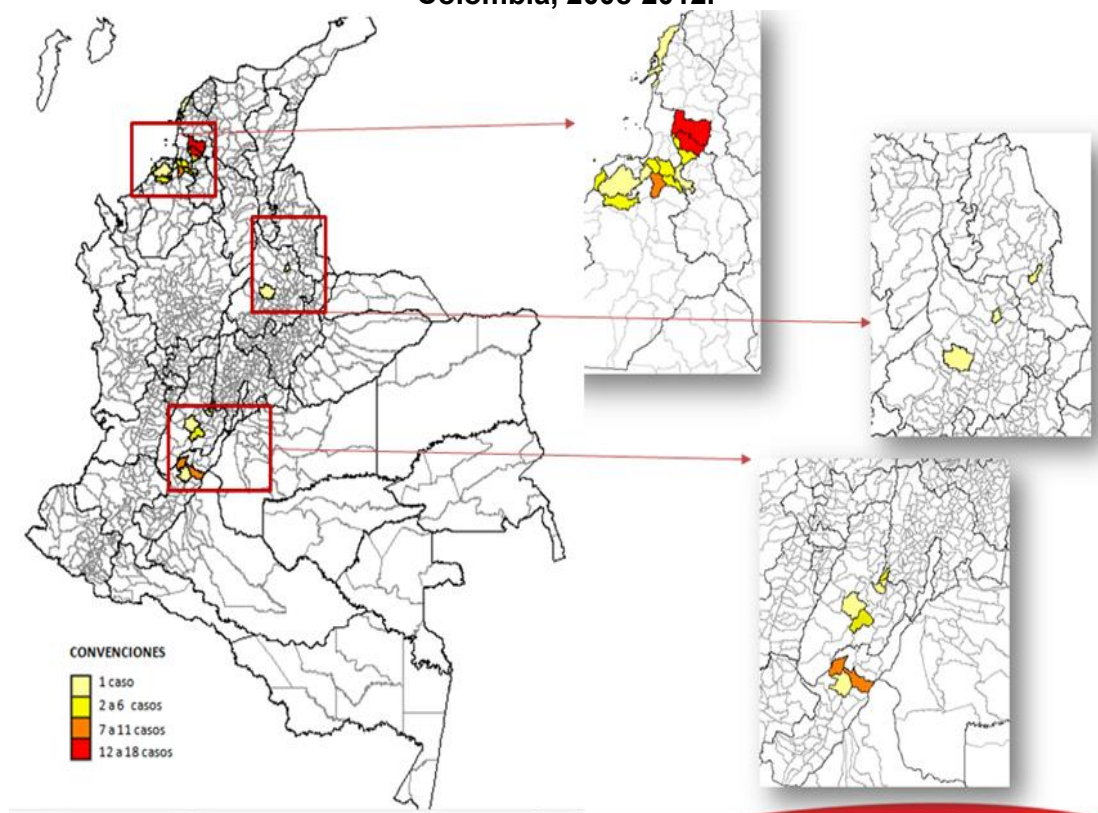 Colombia, 2008-2012.
CONVENCIONES
1 caso
2 a 6 casos
7 a 11 casos
12 a 18 casos